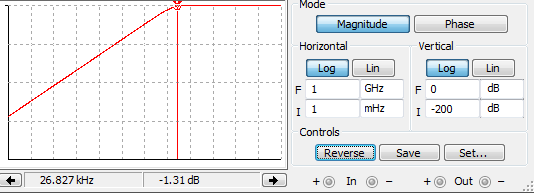 Mode
Magnitude Phase
Horizontal Vertical
Log Lin Log Lin
F 1 GHz F 0 dB
I 1 mHz I -200 dB
Controls
Reverse Save Set...
26.827 kHz -1.31 dB
+ In − + Out −